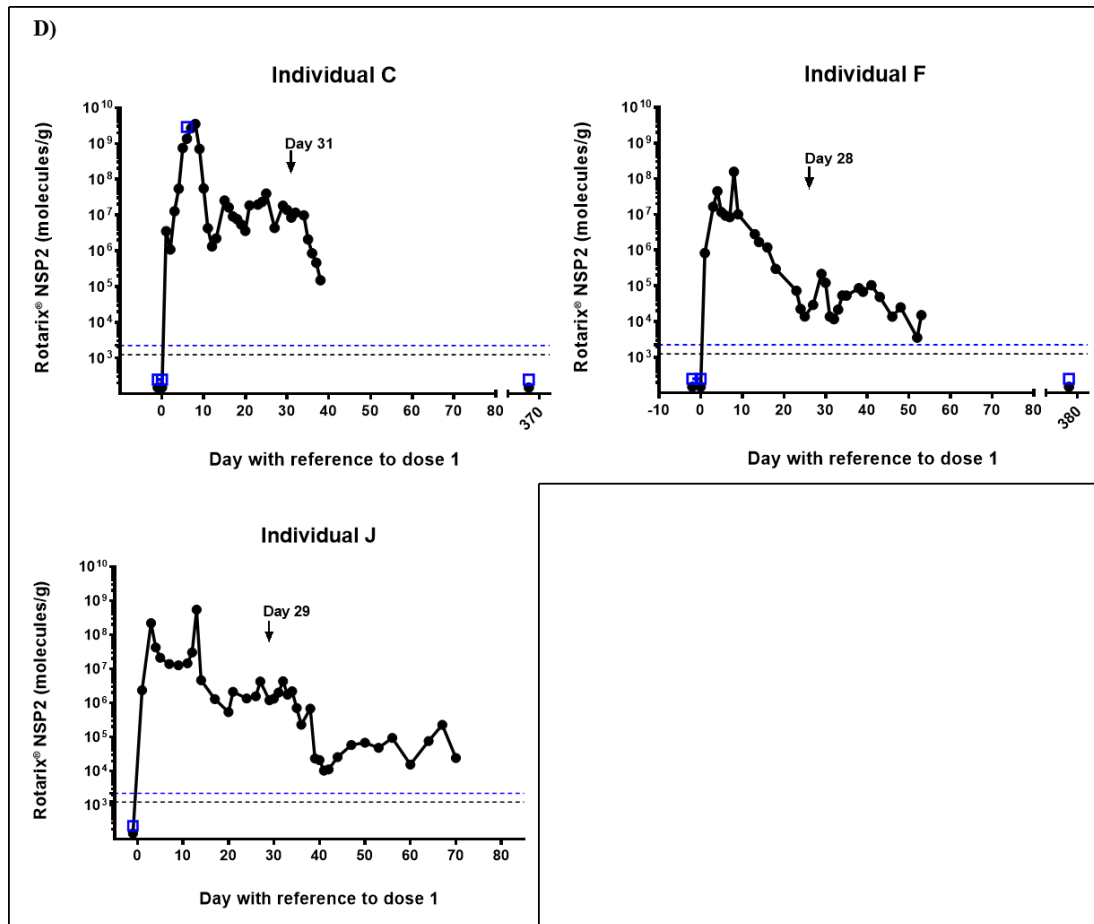 D)
Individual C
Rotarix® NSP2 (molecules/g)
10¹⁰
10⁹
10⁸
10⁷
10⁶
10⁵
10⁴
10³
Day 31
0 10 20 30 40 50 60 70 80 370
Day with reference to dose 1
Individual F
Rotarix® NSP2 (molecules/g)
10¹⁰
10⁹
10⁸
10⁷
10⁶
10⁵
10⁴
10³
Day 28
-10 0 10 20 30 40 50 60 70 80 380
Day with reference to dose 1
Individual J
Rotarix® NSP2 (molecules/g)
10¹⁰
10⁹
10⁸
10⁷
10⁶
10⁵
10⁴
10³
Day 29
0 10 20 30 40 50 60 70 80
Day with reference to dose 1